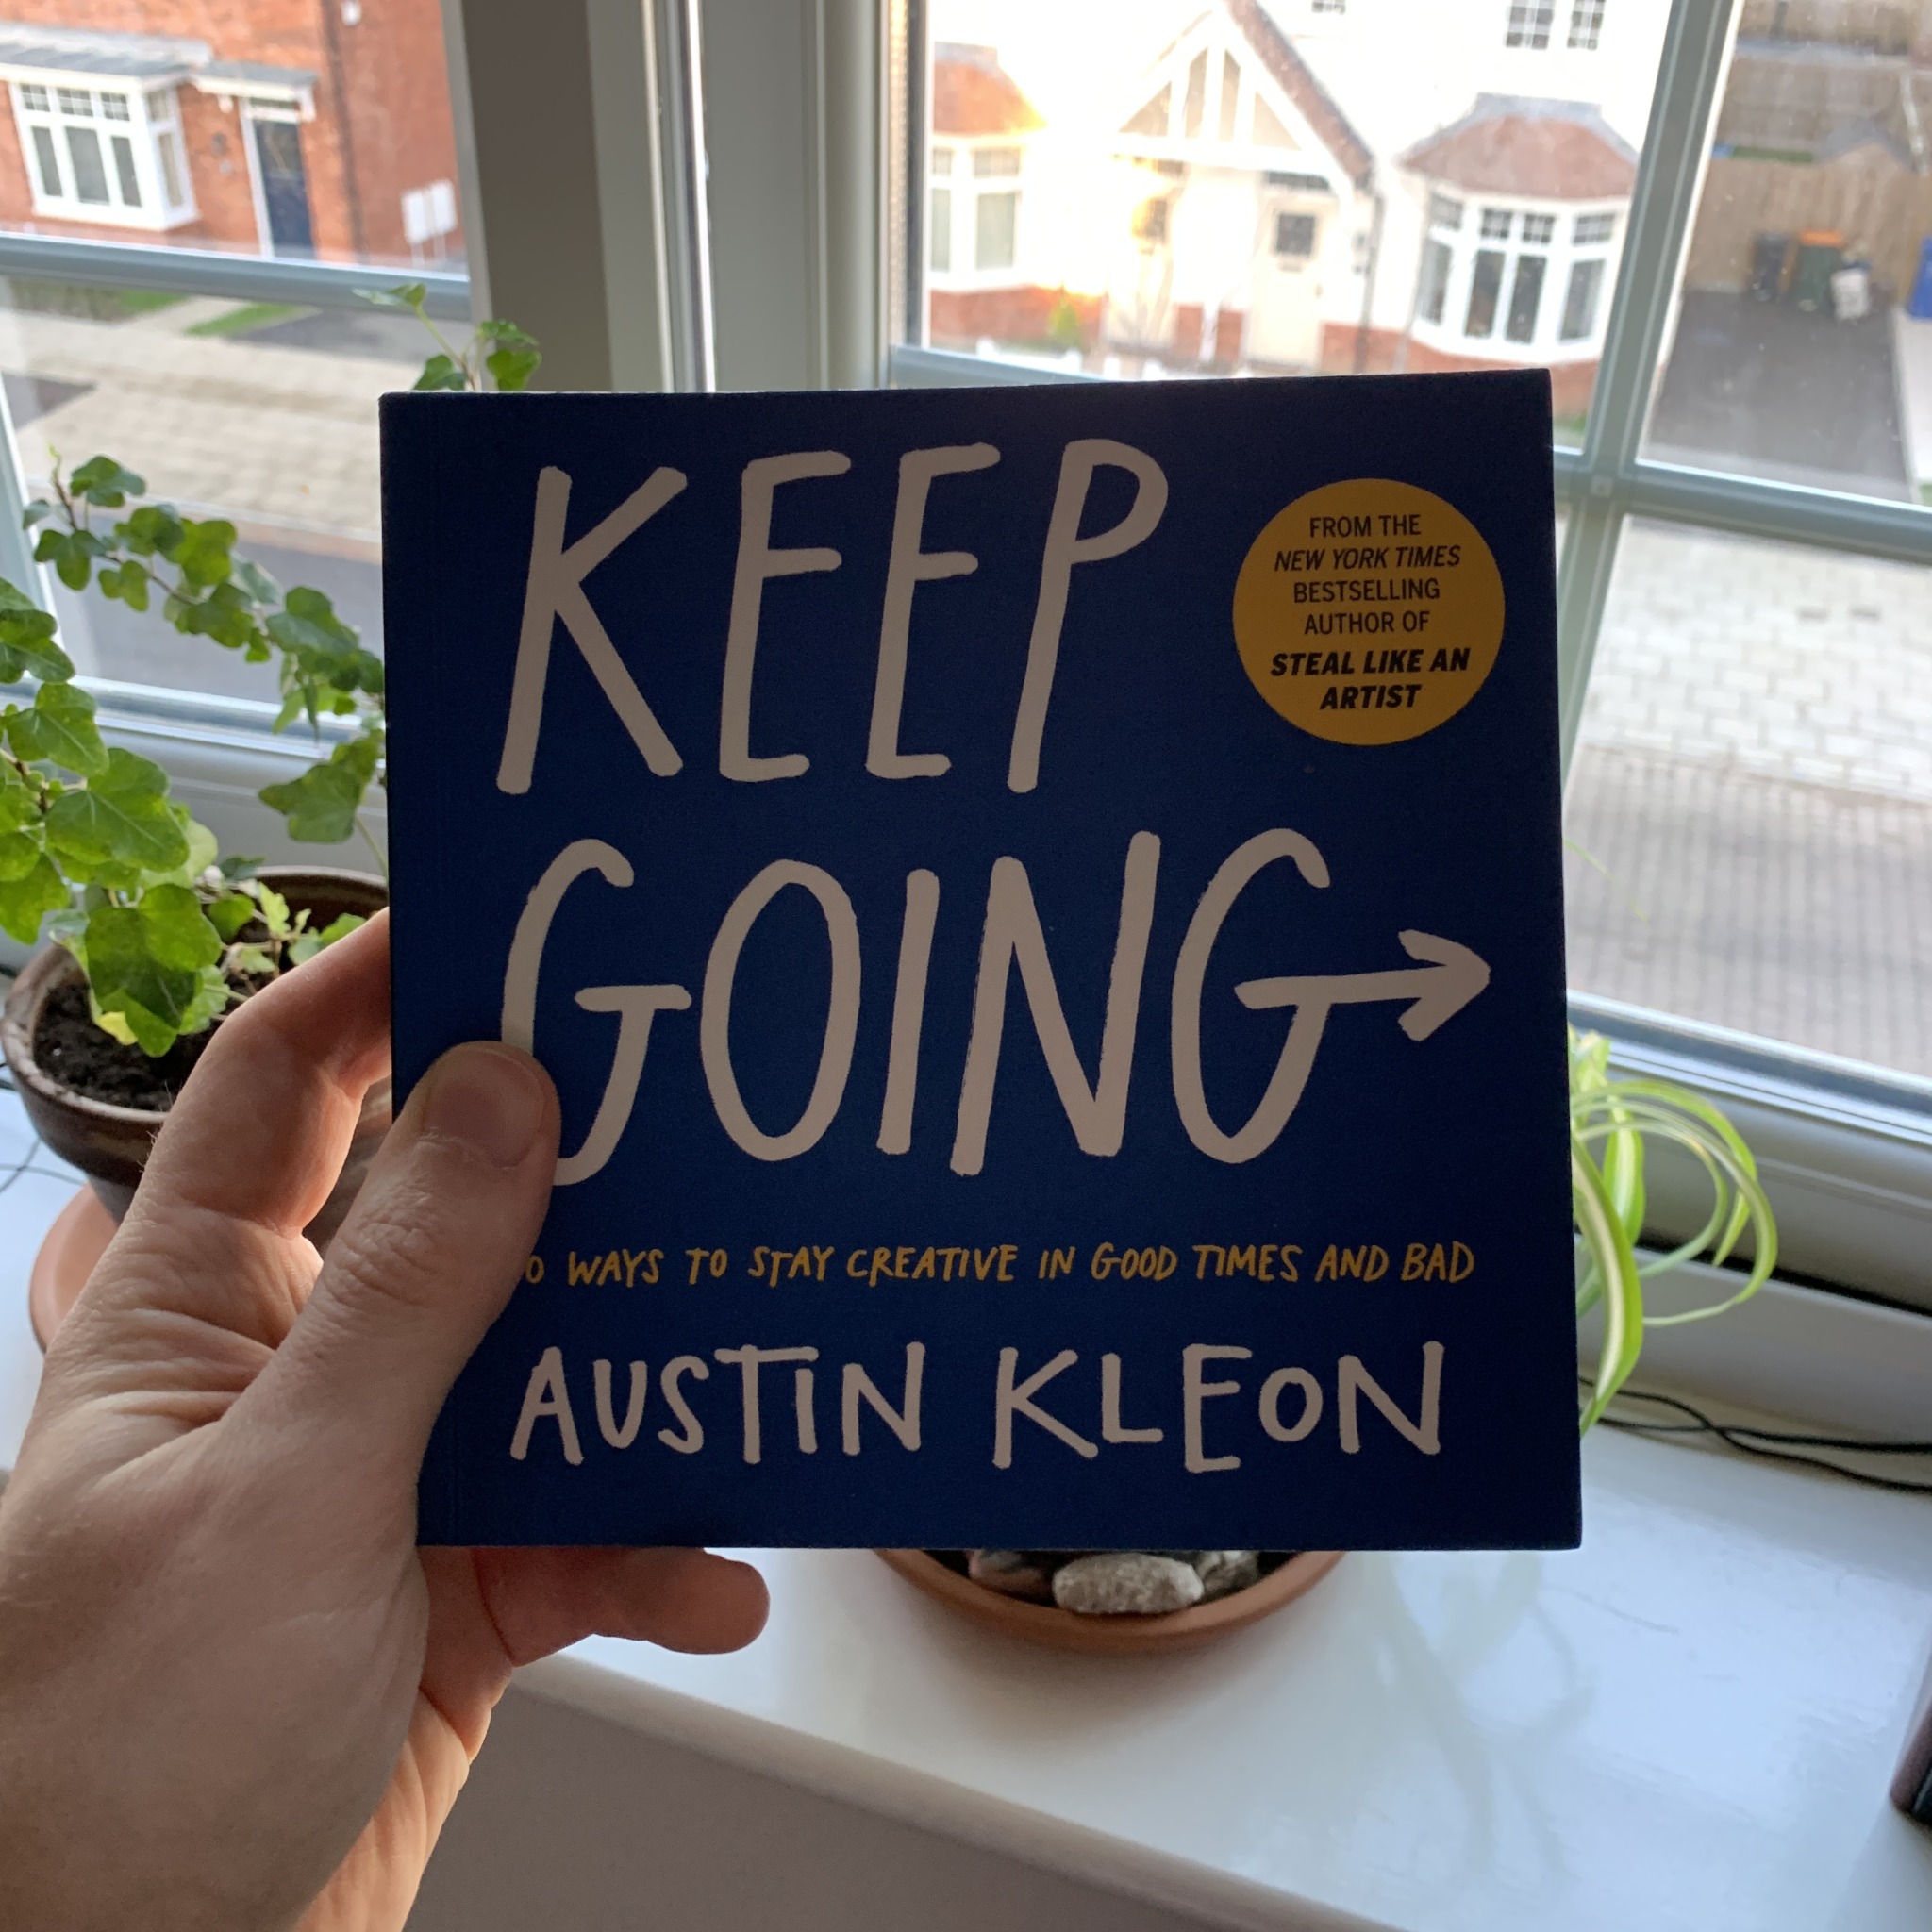 KEEP
GOING
FROM THE
NEW YORK TIMES
BESTSELLING
AUTHOR OF
STEAL LIKE AN
ARTIST
0 WAYS TO STAY CREATIVE IN GOOD TIMES AND BAD
AUSTIN KLEON